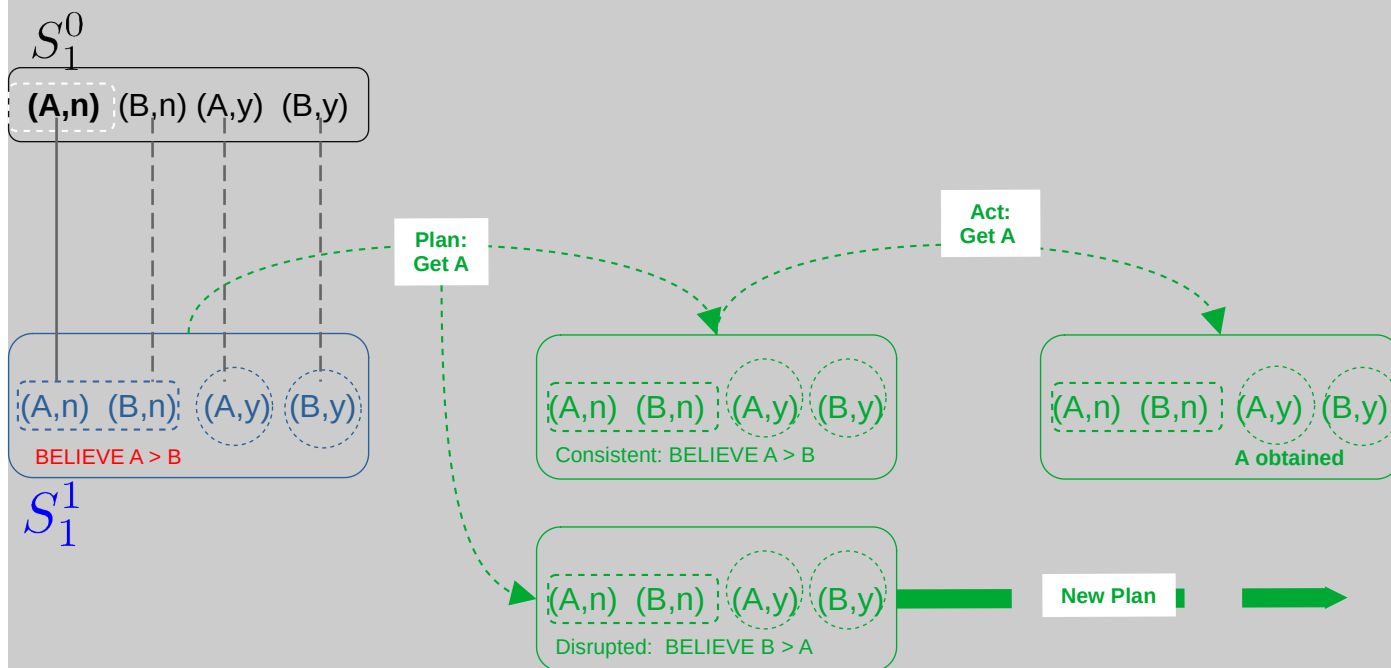 S_1^0
(A,n) (B,n) (A,y) (B,y)
Plan:
Get A
Act:
Get A
(A,n) (B,n) (A,y) (B,y)
BELIEVE A > B
S_1^1
(A,n) (B,n) (A,y) (B,y)
Consistent: BELIEVE A > B
(A,n) (B,n) (A,y) (B,y)
A obtained
(A,n) (B,n) (A,y) (B,y)
Disrupted: BELIEVE B > A
New Plan